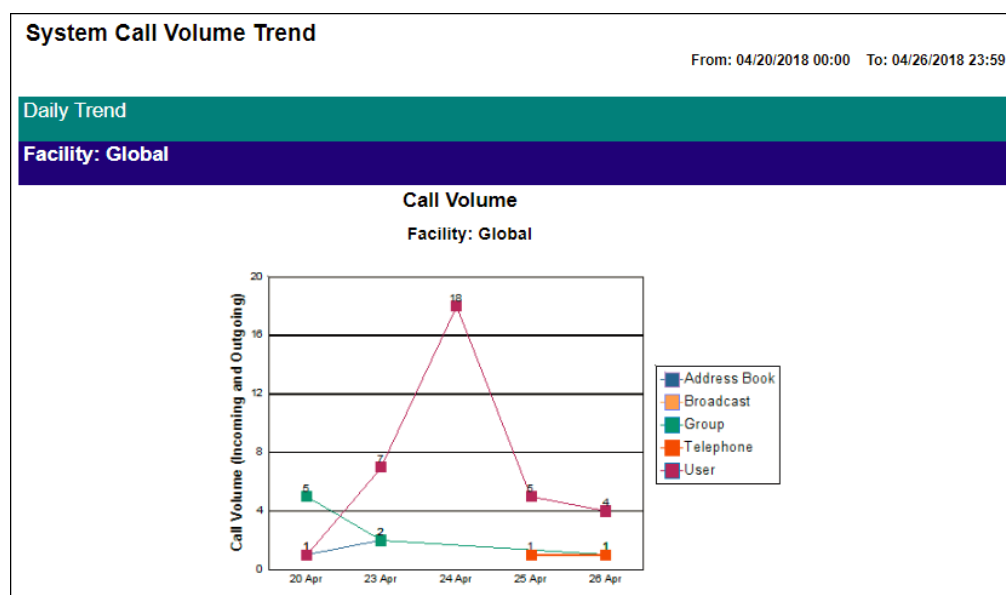 System Call Volume Trend
From: 04/20/2018 00:00 To: 04/26/2018 23:59
Daily Trend
Facility: Global
Call Volume
Facility: Global
Call Volume (Incoming and Outgoing)
20
16
12
8
4
0
18
7
5
5
4
2
1
1
1
20 Apr
23 Apr
24 Apr
25 Apr
26 Apr
Address Book
Broadcast
Group
Telephone
User